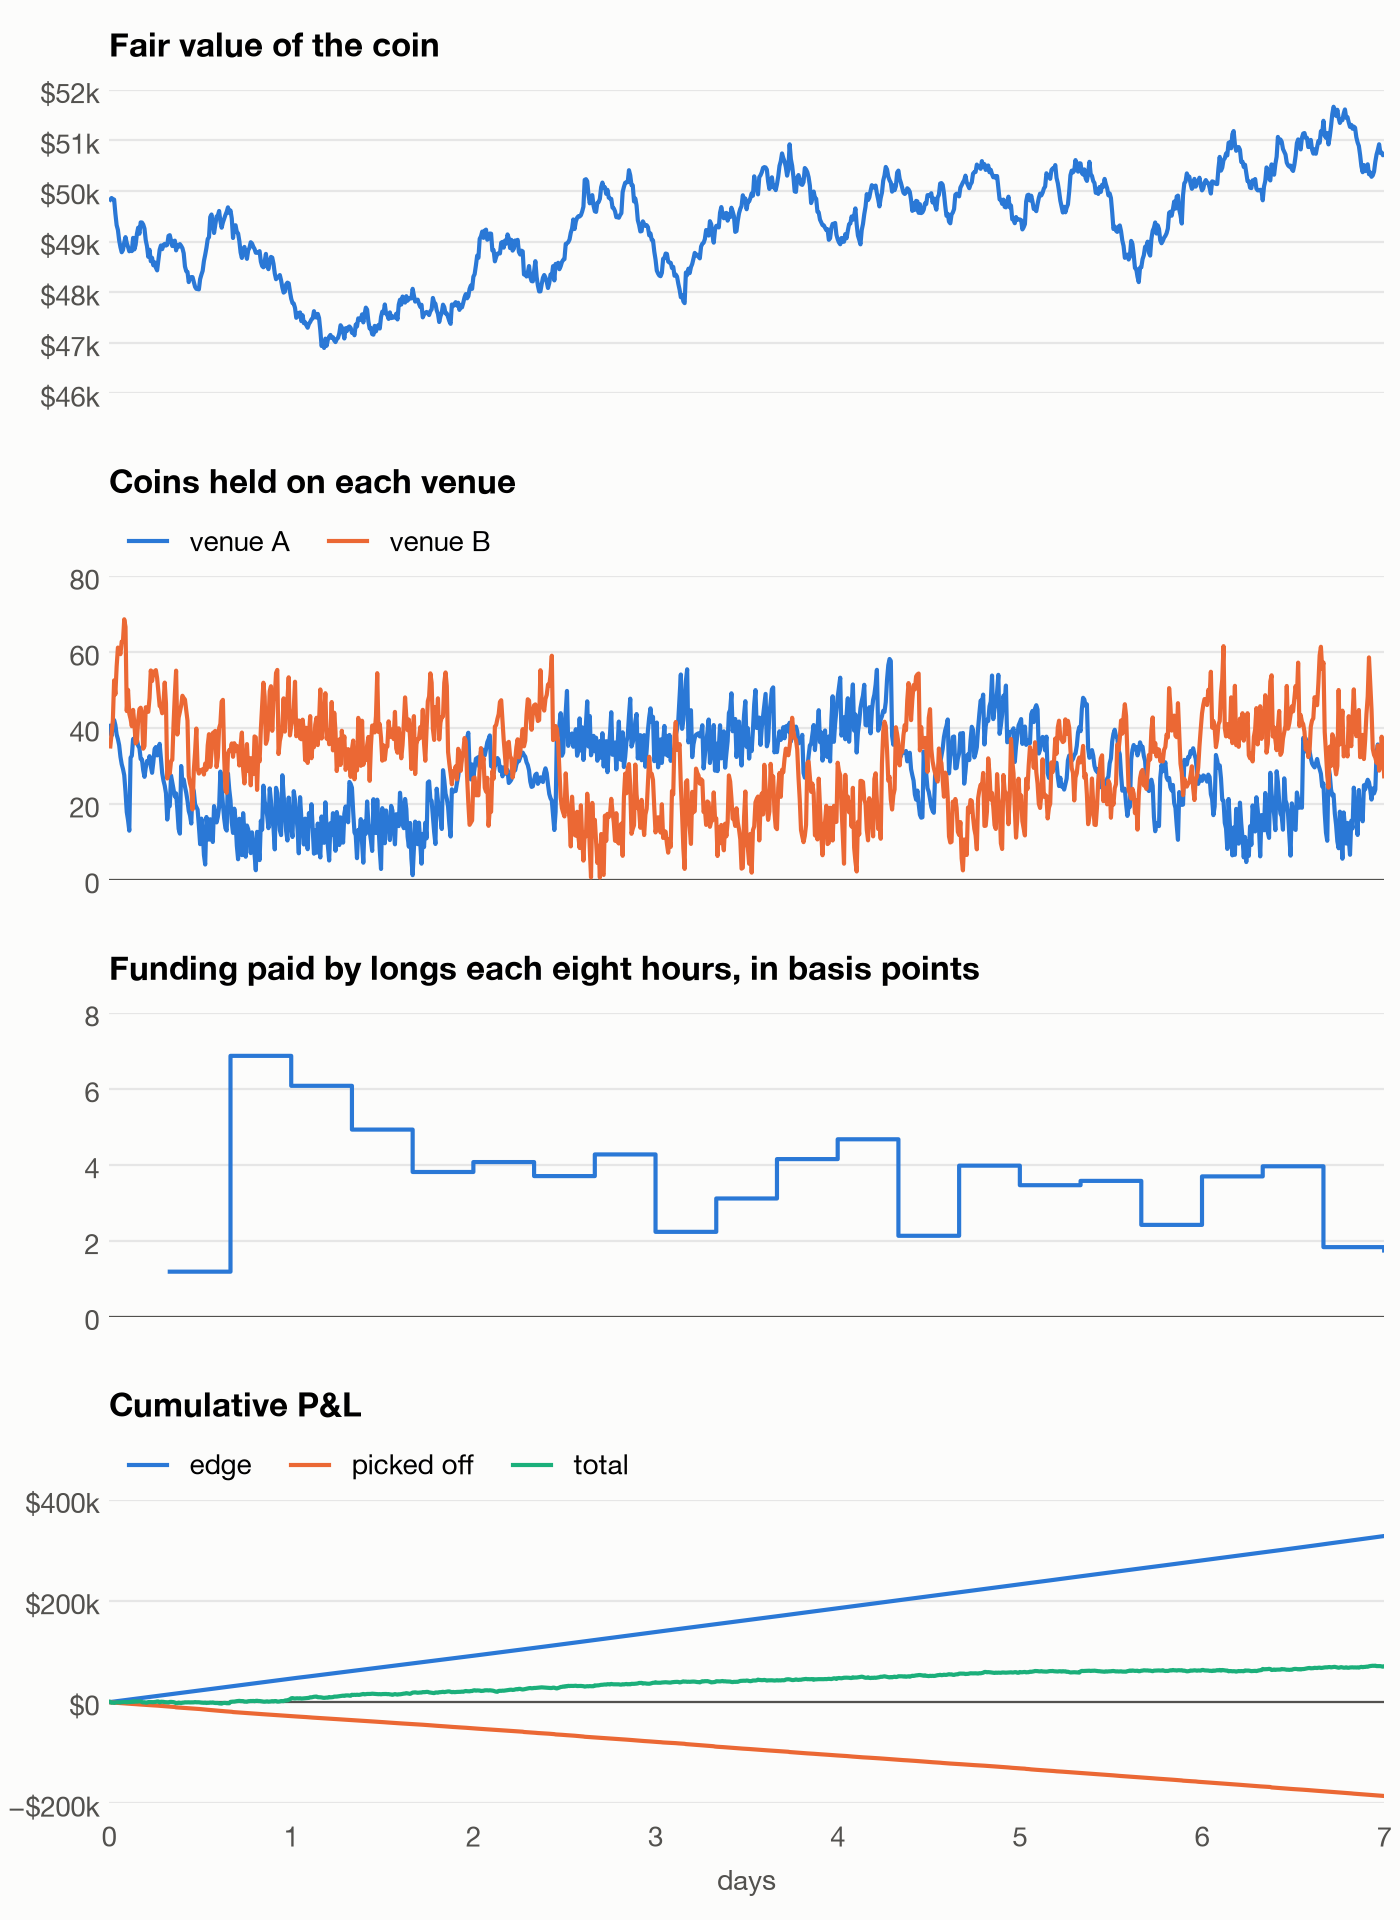 Fair value of the coin
$52k
$51k
$50k
$49k
$48k
$47k
$46k
Coins held on each venue
venue A venue B
80
60
40
20
0
Funding paid by longs each eight hours, in basis points
8
6
4
2
0
Cumulative P&L
edge picked off total
$400k
$200k
$0
−$200k
0 1 2 3 4 5 6 7
days